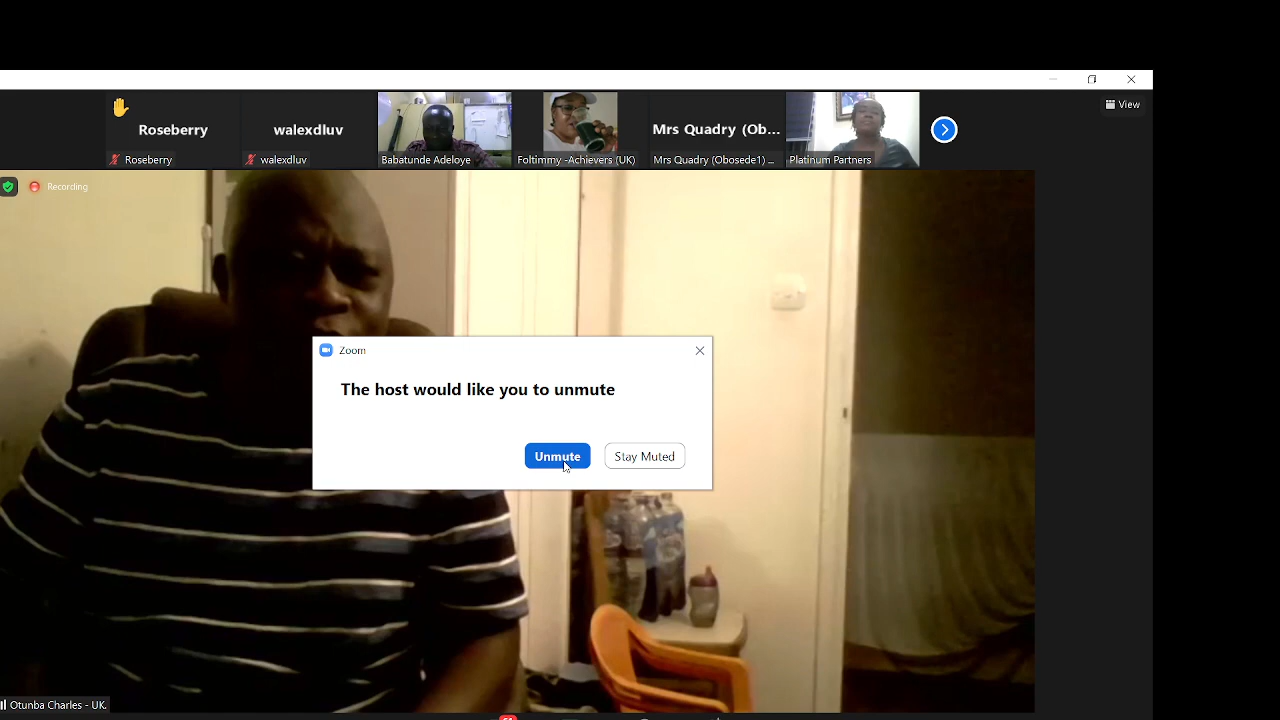 View
Roseberry
walexdluv
Mrs Quadry (Ob...
Roseberry
walexdluv
Babatunde Adeloye
Foltimmy -Achievers (UK)
Mrs Quadry (Obosede1) ...
Platinum Partners
Recording
Zoom
The host would like you to unmute
Unmute
Stay Muted
Otunba Charles - UK